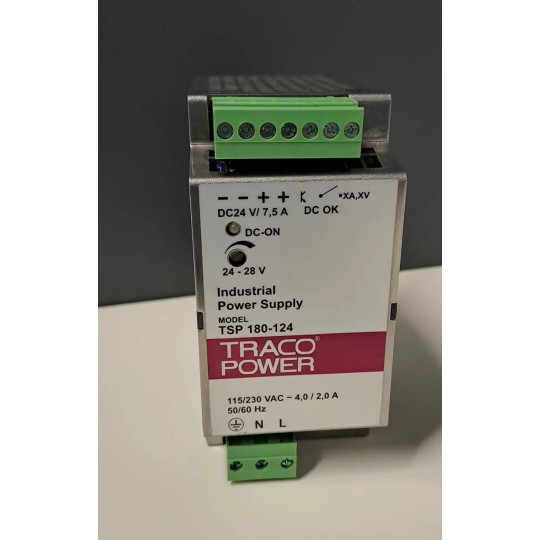 − − + + DC OK •XA,XV
DC24 V/ 7,5 A
DC-ON
24 - 28 V
Industrial
Power Supply
MODEL
TSP 180-124
TRACO®
POWER
115/230 VAC ~ 4,0 / 2,0 A
50/60 Hz
N L